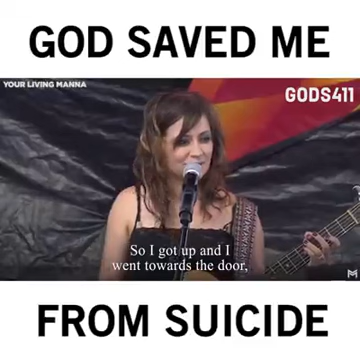 GOD SAVED ME
YOUR LIVING MANNA
GODS411
So I got up and I
went towards the door,
FROM SUICIDE